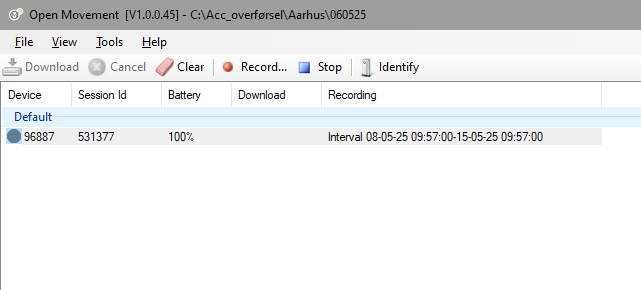 Open Movement [V1.0.0.45] - C:\Acc_overførsel\Aarhus\060525
File View Tools Help
Download Cancel Clear Record... Stop Identify
Device Session Id Battery Download Recording
Default
96887 531377 100% Interval 08-05-25 09:57:00-15-05-25 09:57:00